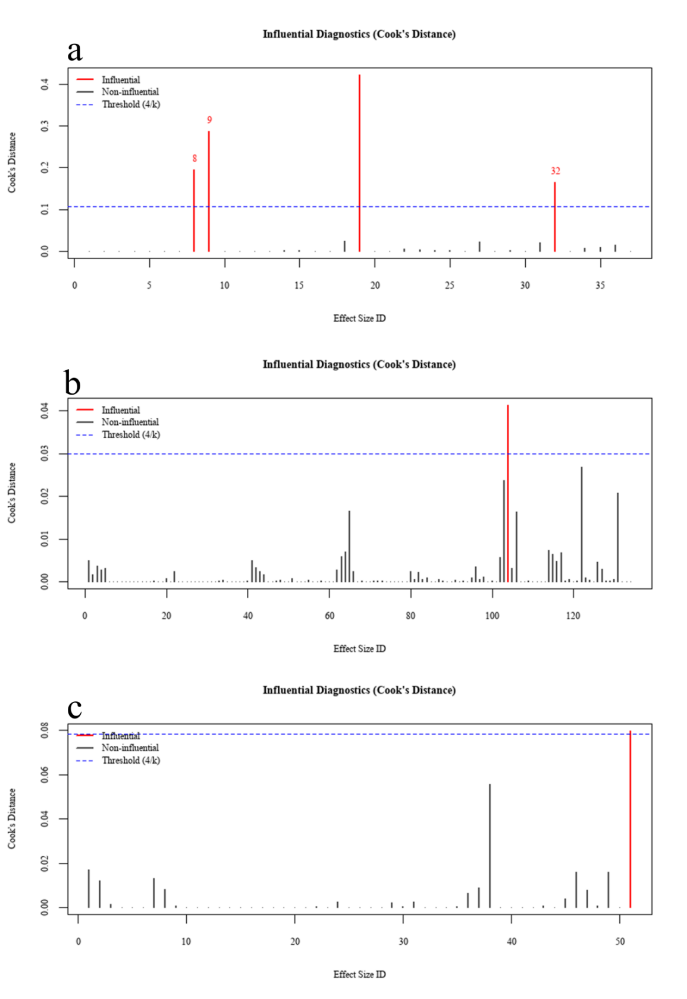 Influential Diagnostics (Cook's Distance)
a
Influential
Non-influential
Threshold (4/k)
Cook's Distance
0.4
0.3
0.2
0.1
0.0
8
9
32
0 5 10 15 20 25 30 35
Effect Size ID
Influential Diagnostics (Cook's Distance)
b
Influential
Non-influential
Threshold (4/k)
Cook's Distance
0.04
0.03
0.02
0.01
0.00
0 20 40 60 80 100 120
Effect Size ID
Influential Diagnostics (Cook's Distance)
c
Influential
Non-influential
Threshold (4/k)
Cook's Distance
0.08
0.06
0.04
0.02
0.00
0 10 20 30 40 50
Effect Size ID